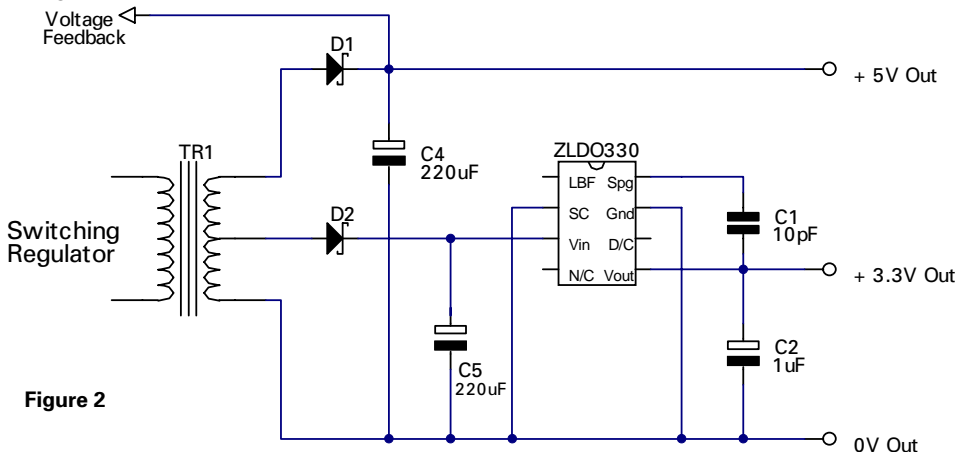 Voltage
Feedback
D1
+ 5V Out
TR1
C4
220uF
ZLDO330
LBF Spg
SC Gnd
Vin D/C
N/C Vout
C1
10pF
D2
Switching
Regulator
+ 3.3V Out
C2
1uF
C5
220uF
Figure 2
0V Out